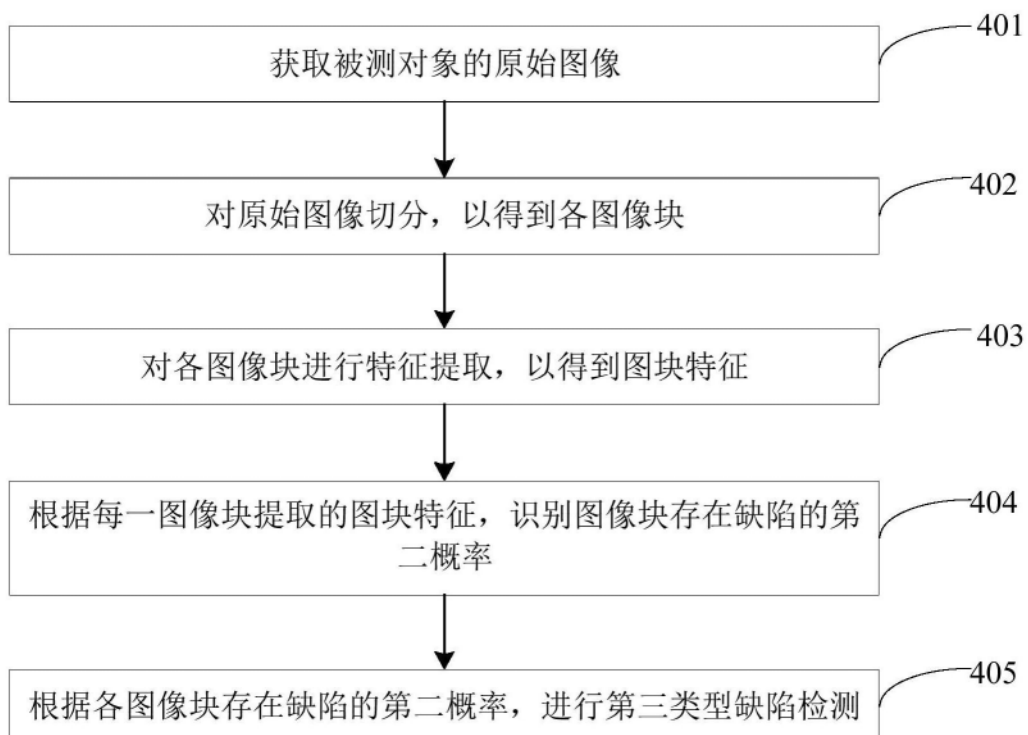 获取被测对象的原始图像
401
对原始图像切分，以得到各图像块
402
对各图像块进行特征提取，以得到图块特征
403
根据每一图像块提取的图块特征，识别图像块存在缺陷的第
二概率
404
根据各图像块存在缺陷的第二概率，进行第三类型缺陷检测
405